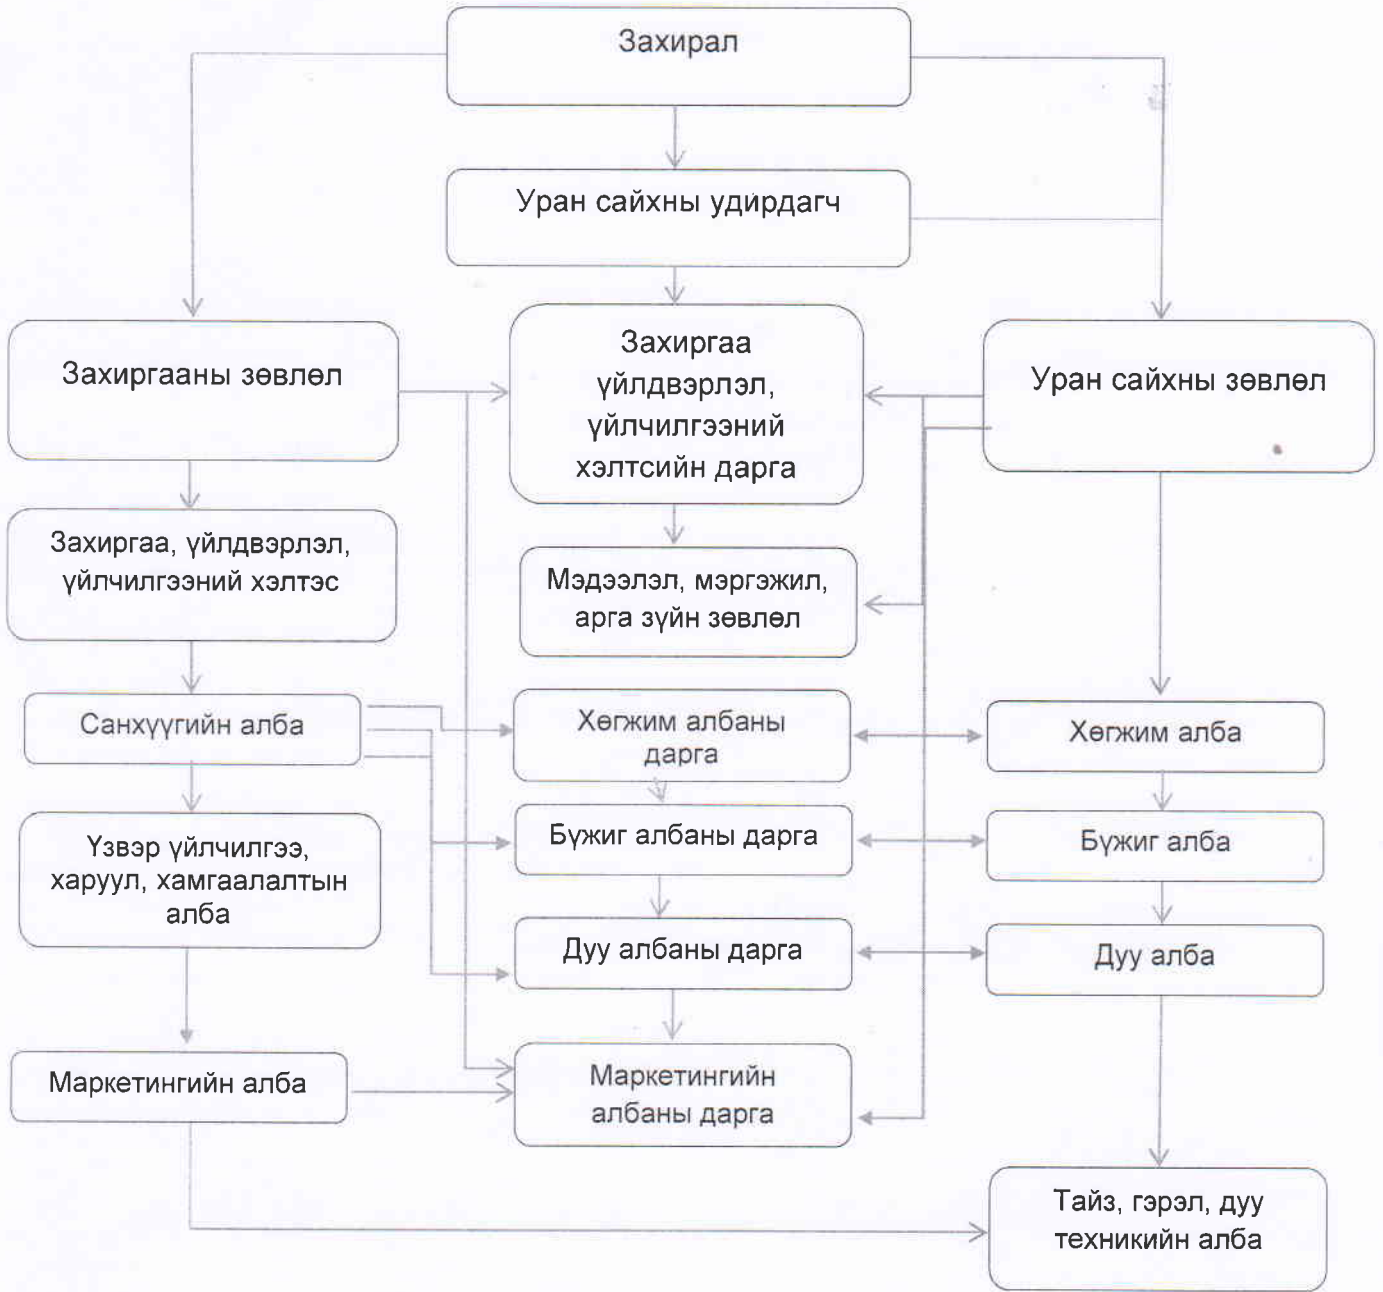 Захирал
Уран сайхны удирдагч
Захиргааны зөвлөл
Захиргаа
үйлдвэрлэл,
үйлчилгээний
хэлтсийн дарга
Уран сайхны зөвлөл
Захиргаа, үйлдвэрлэл,
үйлчилгээний хэлтэс
Мэдээлэл, мэргэжил,
арга зүйн зөвлөл
Санхүүгийн алба
Хөгжим албаны
дарга
Хөгжим алба
Үзвэр үйлчилгээ,
харуул, хамгаалалтын
алба
Бүжиг албаны дарга
Бүжиг алба
Дуу албаны дарга
Дуу алба
Маркетингийн алба
Маркетингийн
албаны дарга
Тайз, гэрэл, дуу
техникийн алба